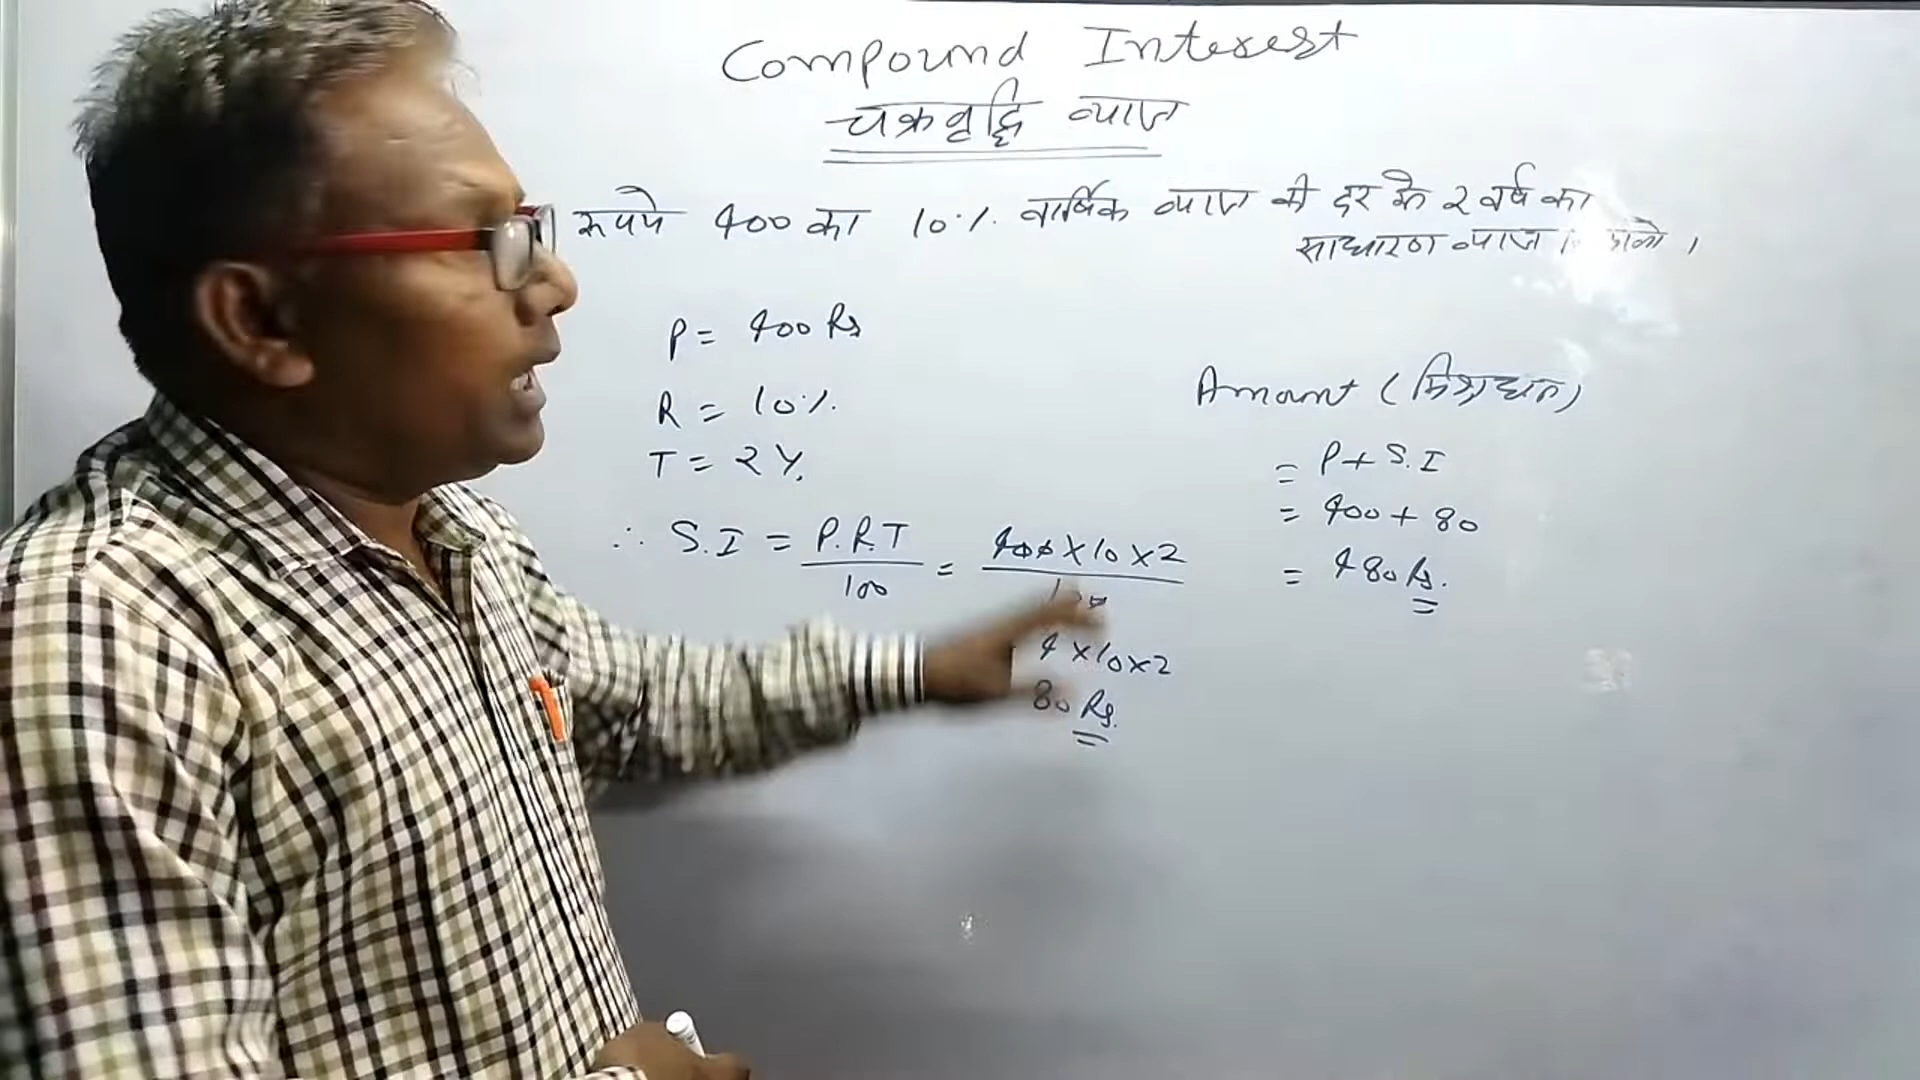 Compound Interest
चक्रवृद्धि व्याज
रूपये 400 का 10% वार्षिक व्याज की दर से 2 वर्ष का
साधारण व्याज ।
P = 400 Rs
R = 10%
T = 2 Y.
∴ S.I = P.R.T / 100 = 400 x 10 x 2 / 100
4 x 10 x 2
80 Rs.
Amount (मिश्रधन)
= P + S.I
= 400 + 80
= 480 Rs.